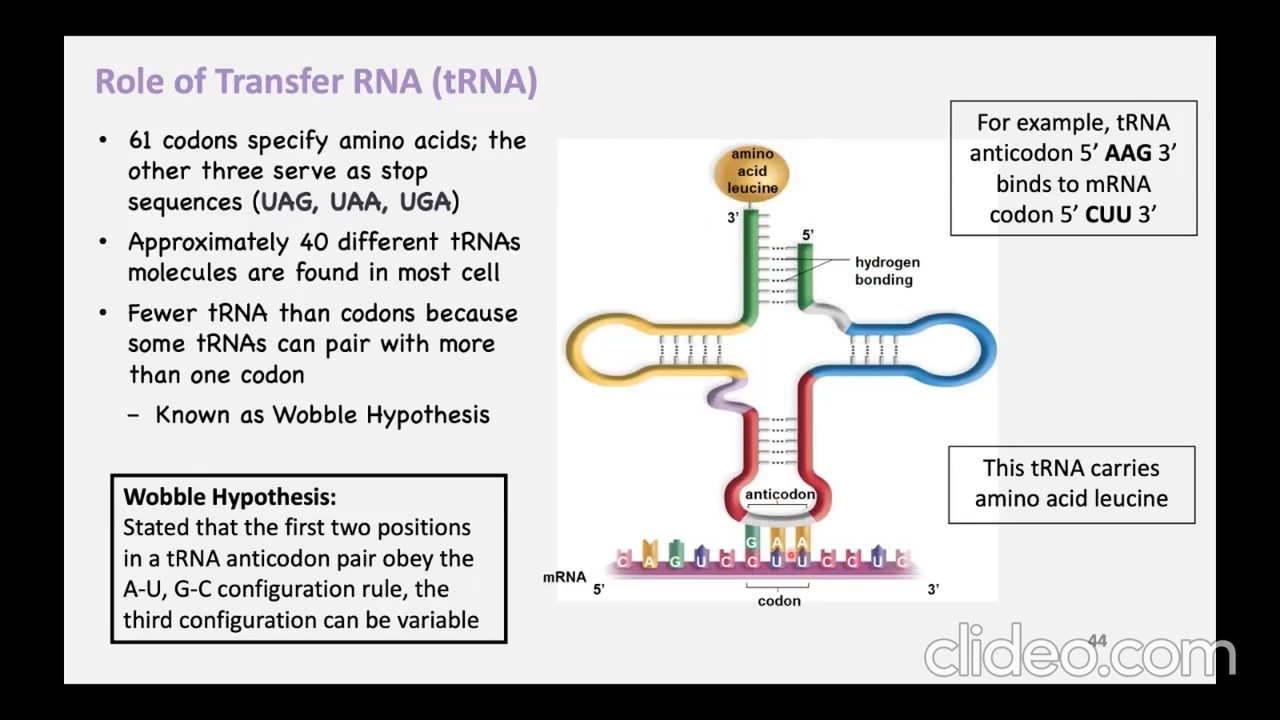 Role of Transfer RNA (tRNA)
• 61 codons specify amino acids; the
other three serve as stop
sequences (UAG, UAA, UGA)
• Approximately 40 different tRNAs
molecules are found in most cell
• Fewer tRNA than codons because
some tRNAs can pair with more
than one codon
– Known as Wobble Hypothesis
Wobble Hypothesis:
Stated that the first two positions
in a tRNA anticodon pair obey the
A-U, G-C configuration rule, the
third configuration can be variable
amino
acid
leucine
3’
5’
hydrogen
bonding
anticodon
G A A
C A G U C C U U C C U C
mRNA
5’
3’
codon
For example, tRNA
anticodon 5’ AAG 3’
binds to mRNA
codon 5’ CUU 3’
This tRNA carries
amino acid leucine
44
clideo.com